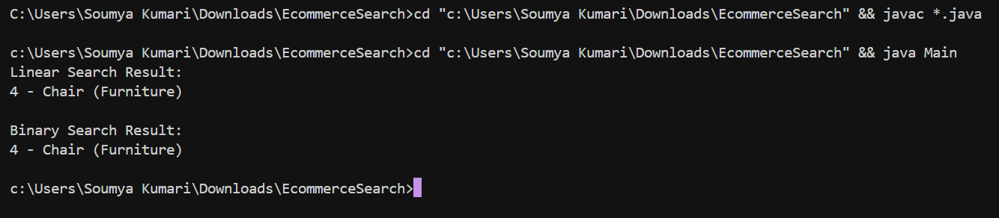 C:\Users\Soumya Kumari\Downloads\EcommerceSearch>cd "c:\Users\Soumya Kumari\Downloads\EcommerceSearch" && javac *.java
c:\Users\Soumya Kumari\Downloads\EcommerceSearch>cd "c:\Users\Soumya Kumari\Downloads\EcommerceSearch" && java Main
Linear Search Result:
4 - Chair (Furniture)
Binary Search Result:
4 - Chair (Furniture)
c:\Users\Soumya Kumari\Downloads\EcommerceSearch>